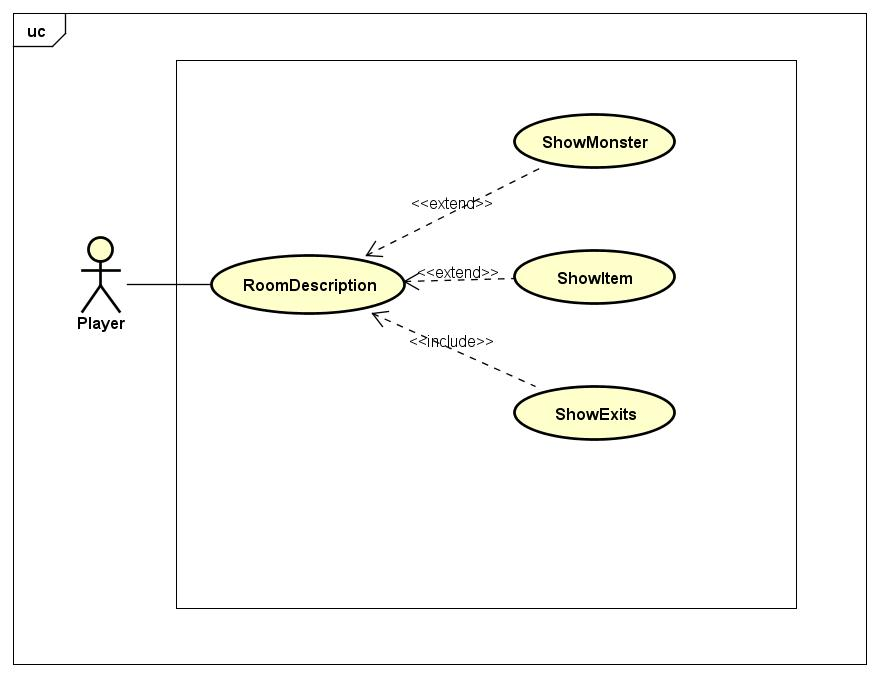 uc
ShowMonster
<<extend>>
<<extend>>
ShowItem
RoomDescription
Player
<<include>>
ShowExits